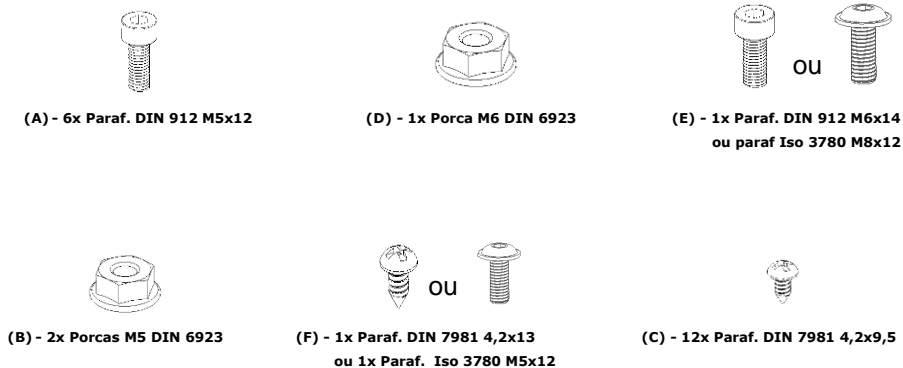 ou
(A) - 6x Paraf. DIN 912 M5x12
(D) - 1x Porca M6 DIN 6923
(E) - 1x Paraf. DIN 912 M6x14
ou paraf Iso 3780 M8x12
ou
(B) - 2x Porcas M5 DIN 6923
(F) - 1x Paraf. DIN 7981 4,2x13
ou 1x Paraf. Iso 3780 M5x12
(C) - 12x Paraf. DIN 7981 4,2x9,5